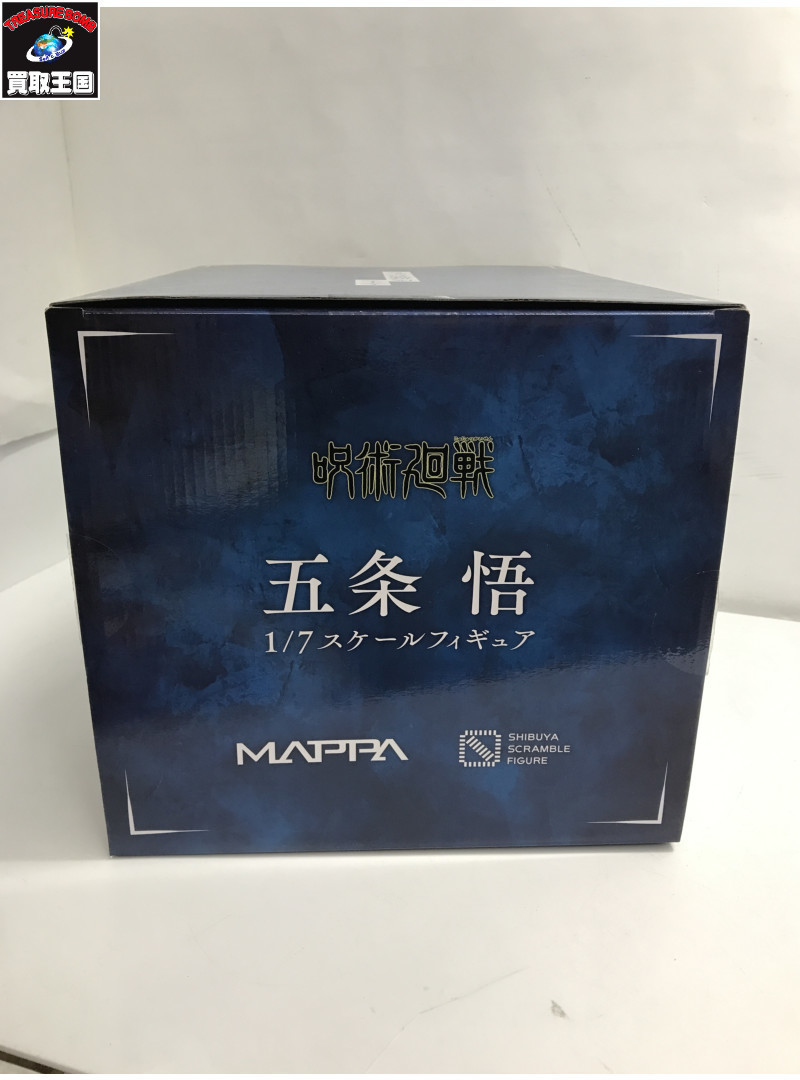 TREASURE BOMB
買取王国
呪術廻戦
五条 悟
1/7スケールフィギュア
MAPPA
SHIBUYA
SCRAMBLE
FIGURE